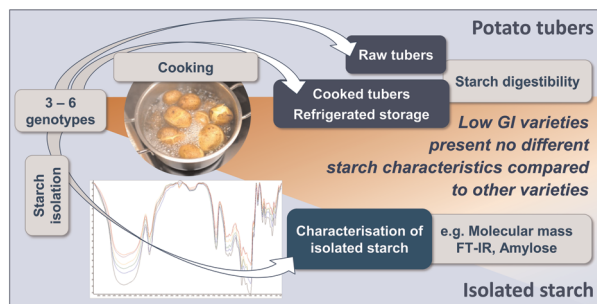 Potato tubers
Raw tubers
Cooking
Cooked tubers
Refrigerated storage
Starch digestibility
3 – 6
genotypes
Low GI varieties
present no different
starch characteristics compared
to other varieties
Starch
isolation
Characterisation of
isolated starch
e.g. Molecular mass
FT-IR, Amylose
Isolated starch